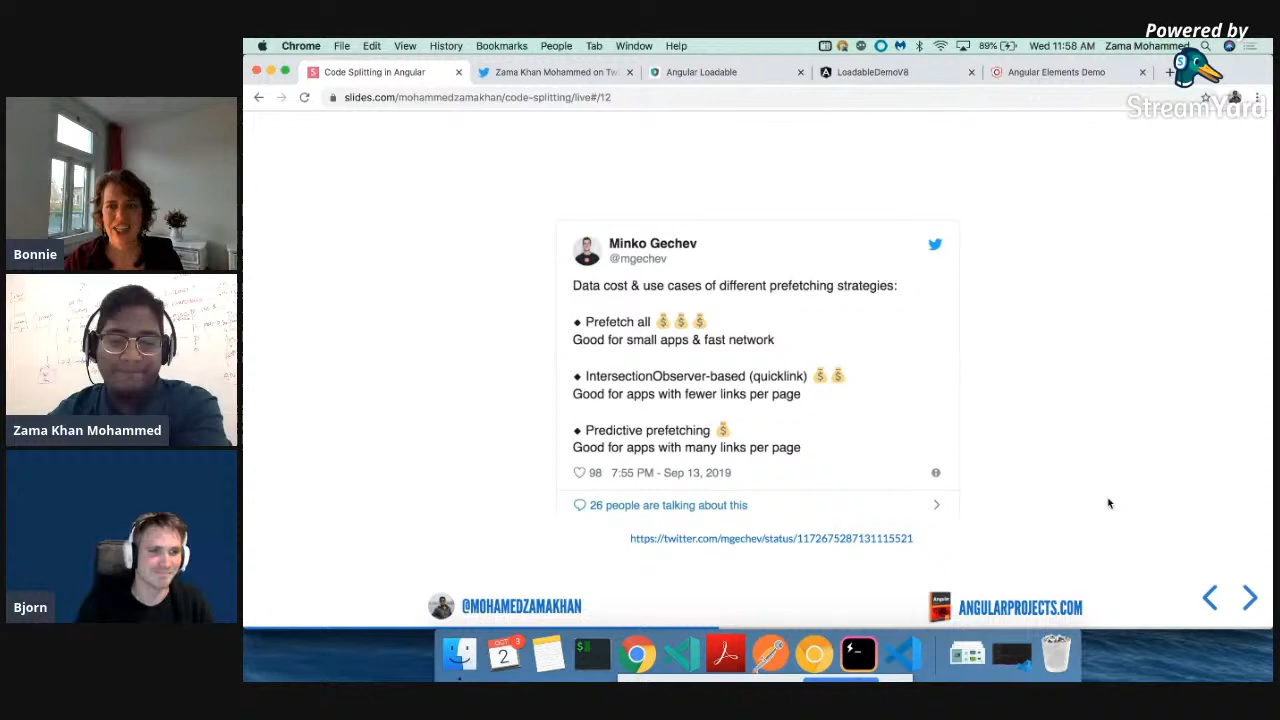 Powered by
StreamYard
Chrome File Edit View History Bookmarks People Tab Window Help
89% Wed 11:58 AM Zama Mohammed
Code Splitting in Angular
Zama Khan Mohammed on Tw
Angular Loadable
LoadableDemoV8
Angular Elements Demo
slides.com/mohammedzamakhan/code-splitting/live#/12
Bonnie
Zama Khan Mohammed
Bjorn
Minko Gechev
@mgechev
Data cost & use cases of different prefetching strategies:
◆ Prefetch all 💰💰💰
Good for small apps & fast network
◆ IntersectionObserver-based (quicklink) 💰💰
Good for apps with fewer links per page
◆ Predictive prefetching 💰
Good for apps with many links per page
98 7:55 PM - Sep 13, 2019
26 people are talking about this
https://twitter.com/mgechev/status/1172675287131115521
@MOHAMEDZAMAKHAN
Angular
ANGULARPROJECTS.COM
OCT 3
2